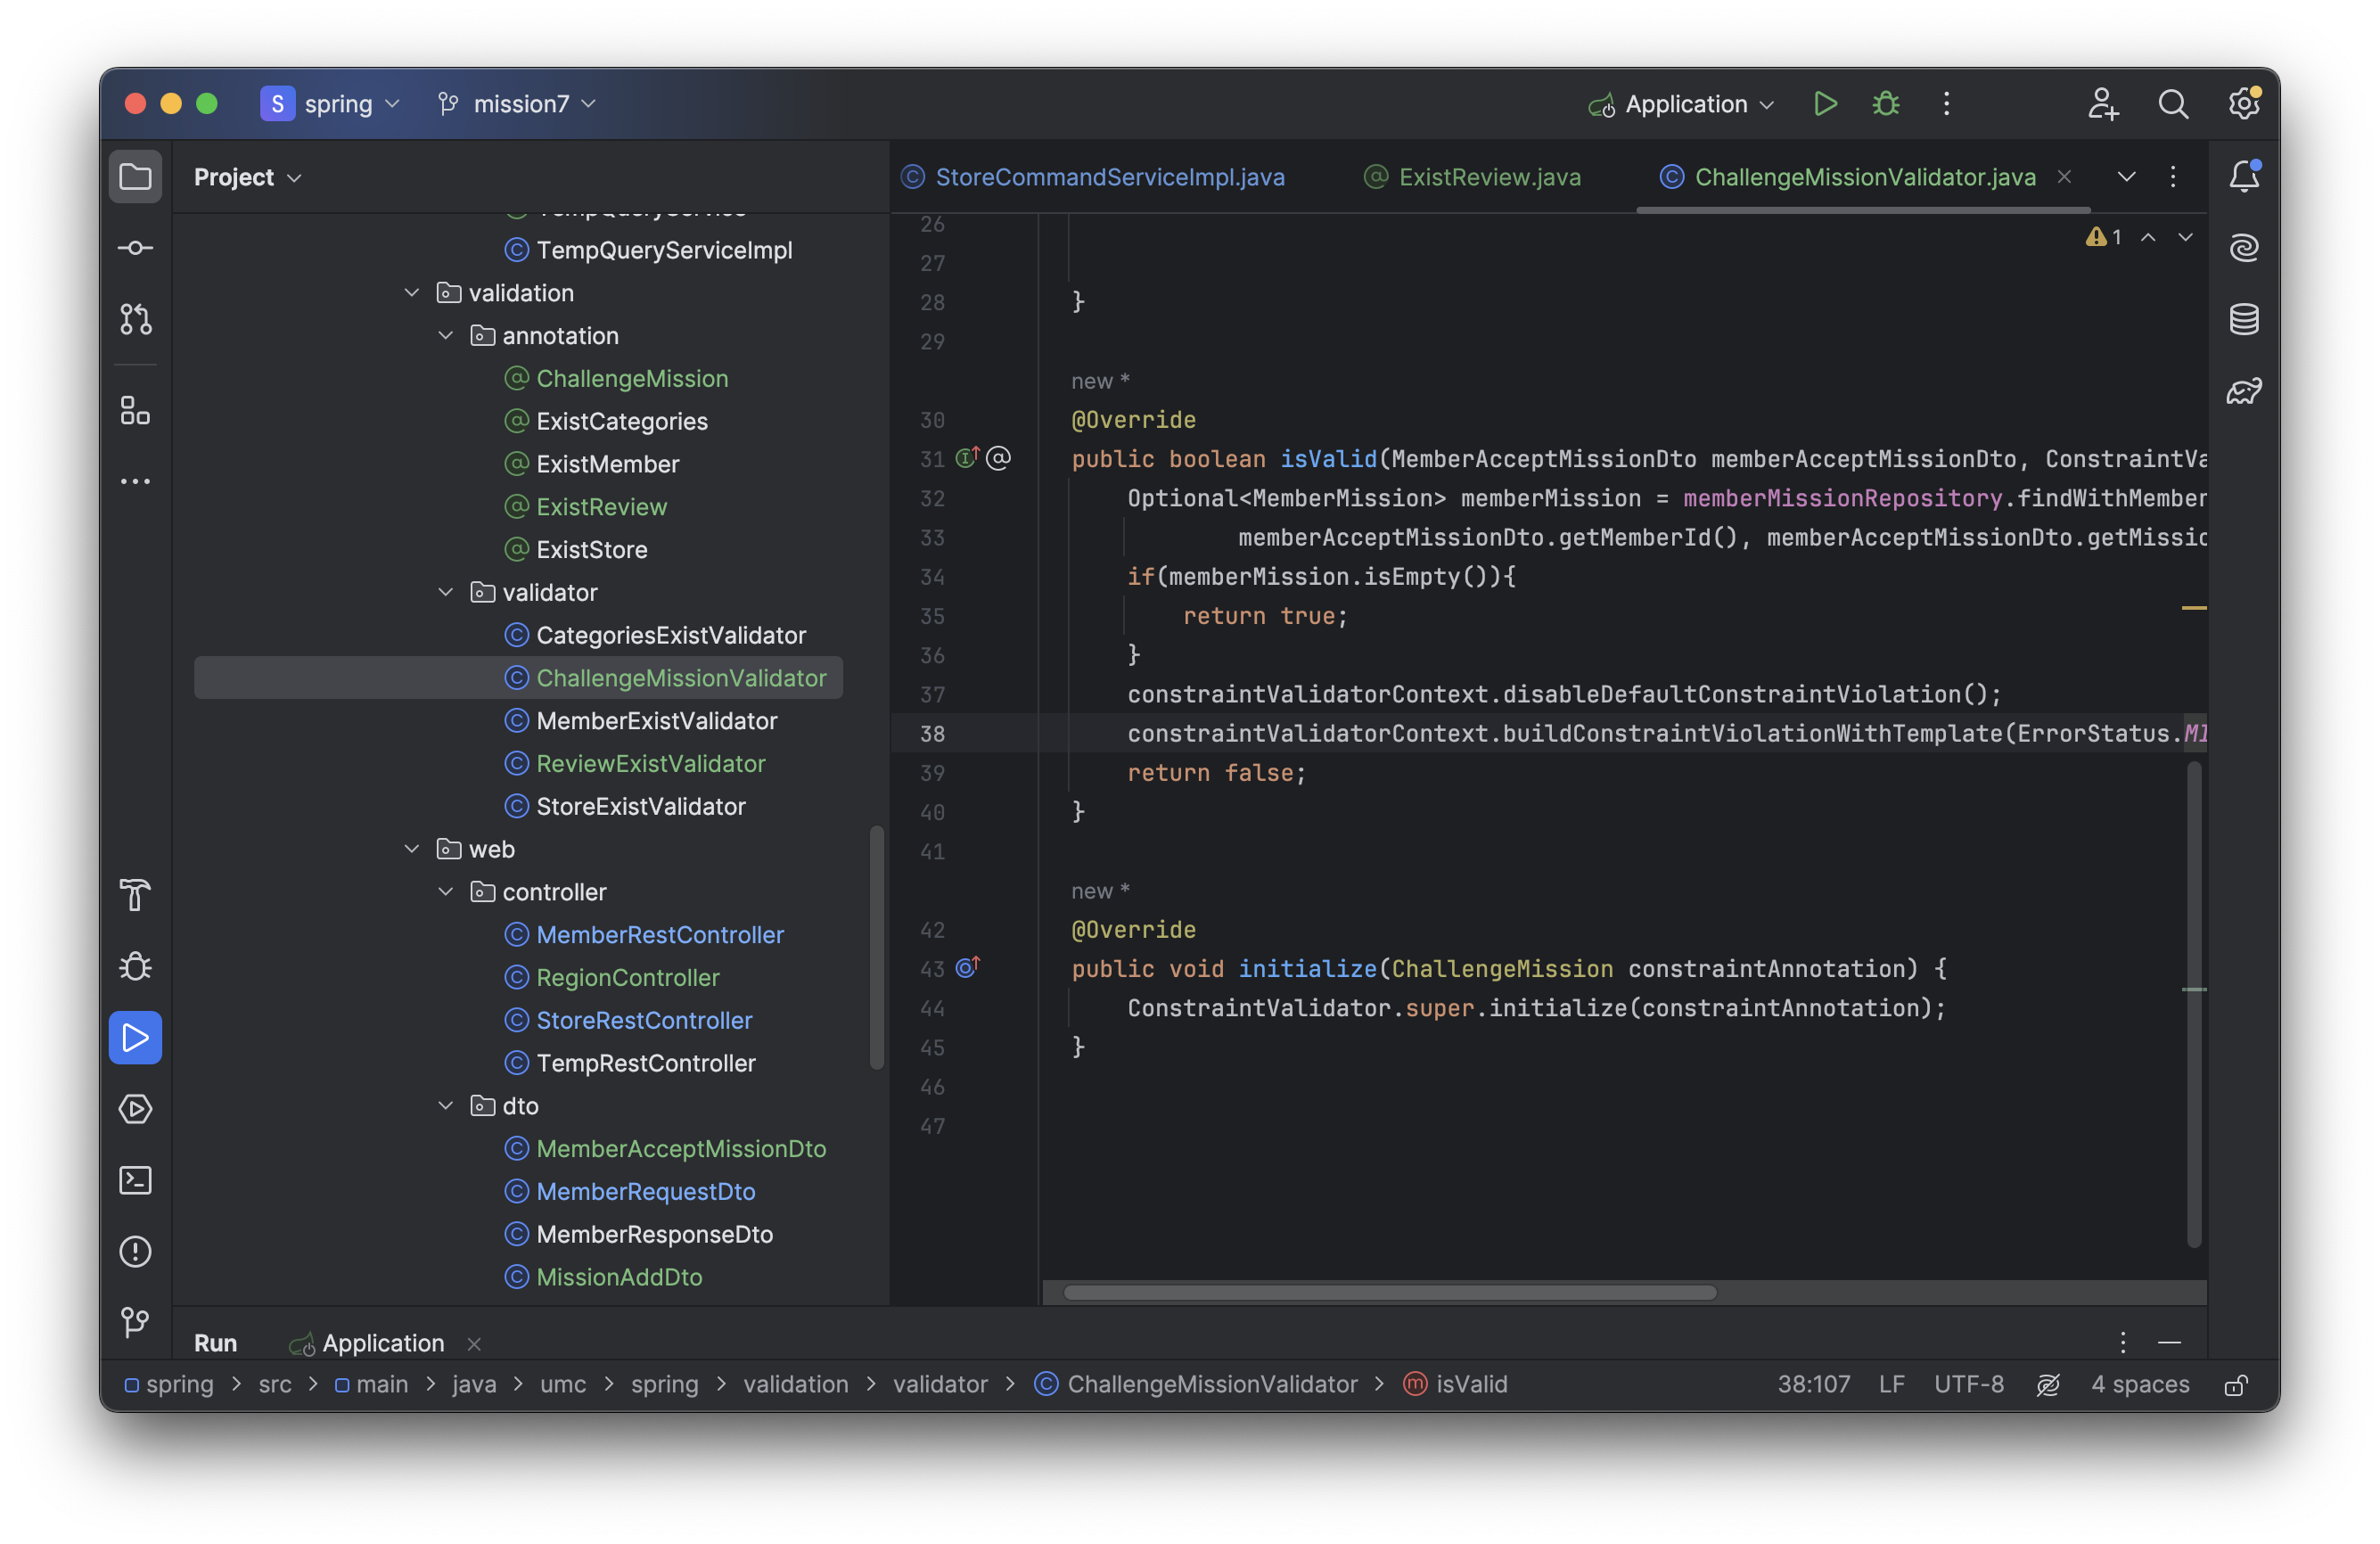 S spring mission7 Application
Project
StoreCommandServiceImpl.java ExistReview.java ChallengeMissionValidator.java
TempQueryService
TempQueryServiceImpl
validation
annotation
ChallengeMission
ExistCategories
ExistMember
ExistReview
ExistStore
validator
CategoriesExistValidator
ChallengeMissionValidator
MemberExistValidator
ReviewExistValidator
StoreExistValidator
web
controller
MemberRestController
RegionController
StoreRestController
TempRestController
dto
MemberAcceptMissionDto
MemberRequestDto
MemberResponseDto
MissionAddDto
1
26
27
28 }
29
new *
30 @Override
31 public boolean isValid(MemberAcceptMissionDto memberAcceptMissionDto, ConstraintVa
32 Optional<MemberMission> memberMission = memberMissionRepository.findWithMember
33 memberAcceptMissionDto.getMemberId(), memberAcceptMissionDto.getMissio
34 if(memberMission.isEmpty()){
35 return true;
36 }
37 constraintValidatorContext.disableDefaultConstraintViolation();
38 constraintValidatorContext.buildConstraintViolationWithTemplate(ErrorStatus.MI
39 return false;
40 }
41
new *
42 @Override
43 public void initialize(ChallengeMission constraintAnnotation) {
44 ConstraintValidator.super.initialize(constraintAnnotation);
45 }
46
47
Run Application
spring > src > main > java > umc > spring > validation > validator > ChallengeMissionValidator > isValid 38:107 LF UTF-8 4 spaces